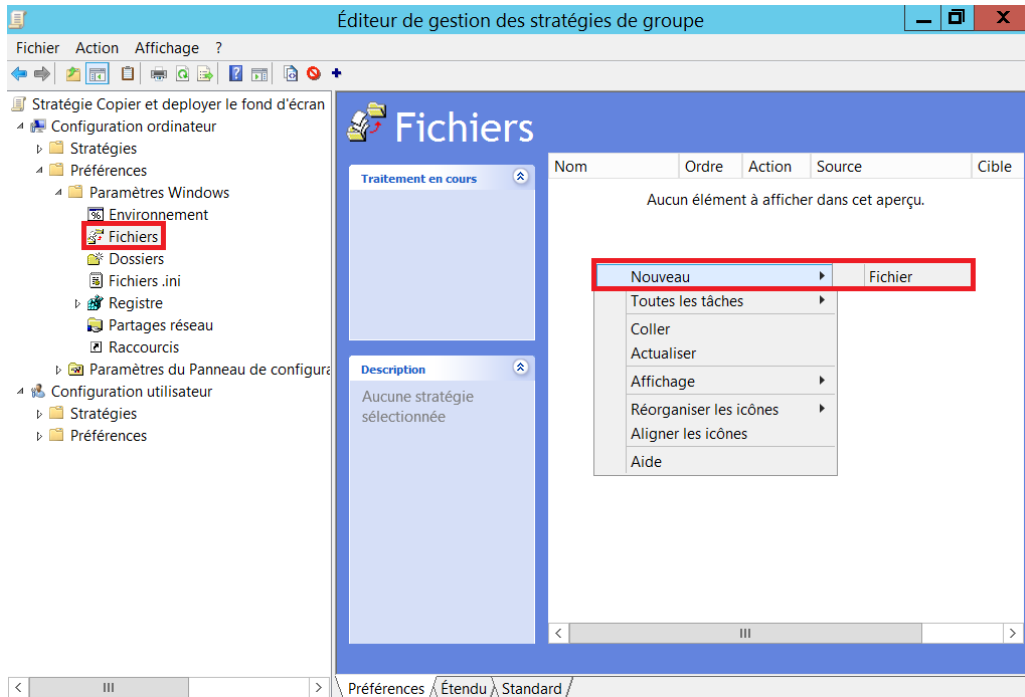 Éditeur de gestion des stratégies de groupe
Fichier Action Affichage ?
Stratégie Copier et deployer le fond d'écran
Configuration ordinateur
Stratégies
Préférences
Paramètres Windows
Environnement
Fichiers
Dossiers
Fichiers .ini
Registre
Partages réseau
Raccourcis
Paramètres du Panneau de configura
Configuration utilisateur
Stratégies
Préférences
Fichiers
Traitement en cours
Description
Aucune stratégie
sélectionnée
Nom Ordre Action Source Cible
Aucun élément à afficher dans cet aperçu.
Nouveau Fichier
Toutes les tâches
Coller
Actualiser
Affichage
Réorganiser les icônes
Aligner les icônes
Aide
Préférences Étendu Standard